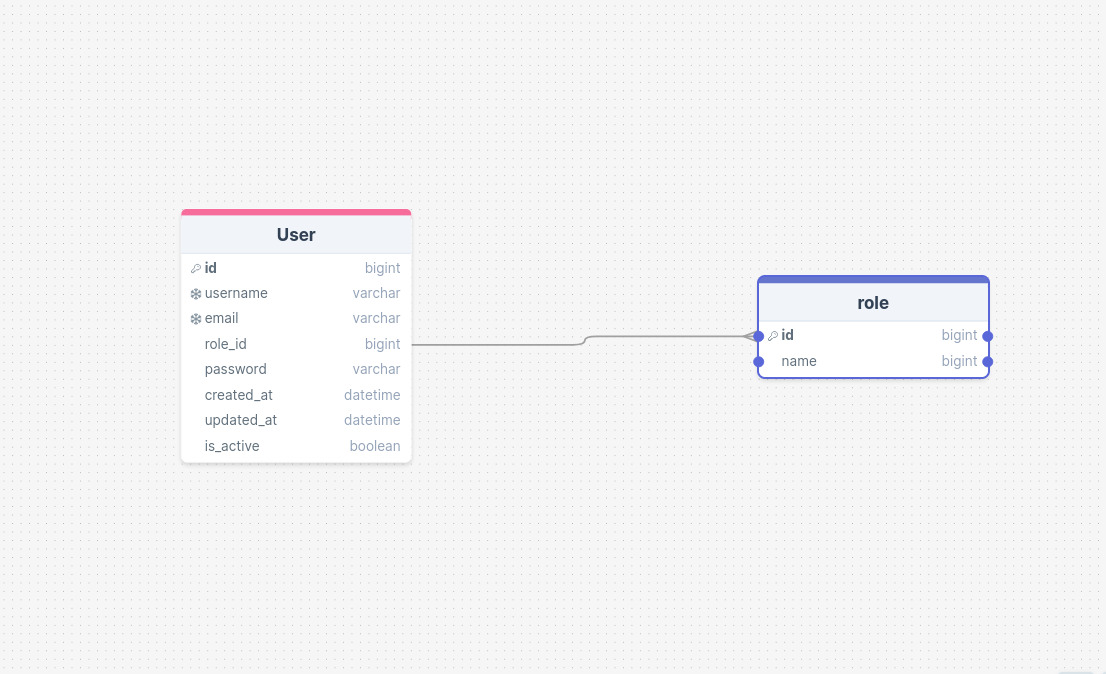 User
id bigint
username varchar
email varchar
role_id bigint
password varchar
created_at datetime
updated_at datetime
is_active boolean
role
id bigint
name bigint